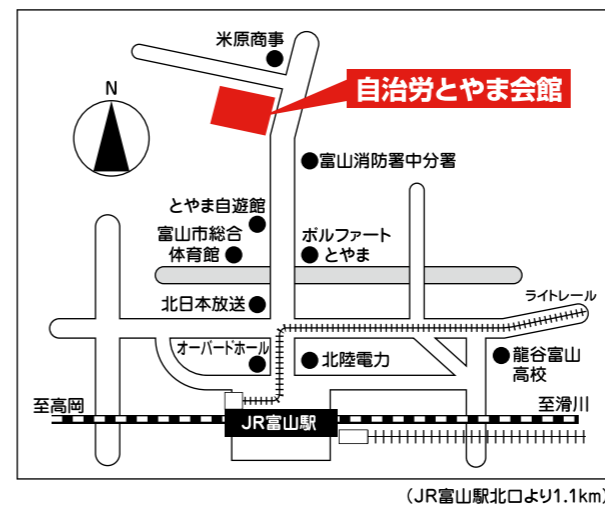 米原商事
自治労とやま会館
N
富山消防署中分署
とやま自遊館
富山市総合
体育館
ボルファート
とやま
ライトレール
北日本放送
オーバードホール
北陸電力
龍谷富山
高校
至高岡
至滑川
JR富山駅
(JR富山駅北口より1.1km)